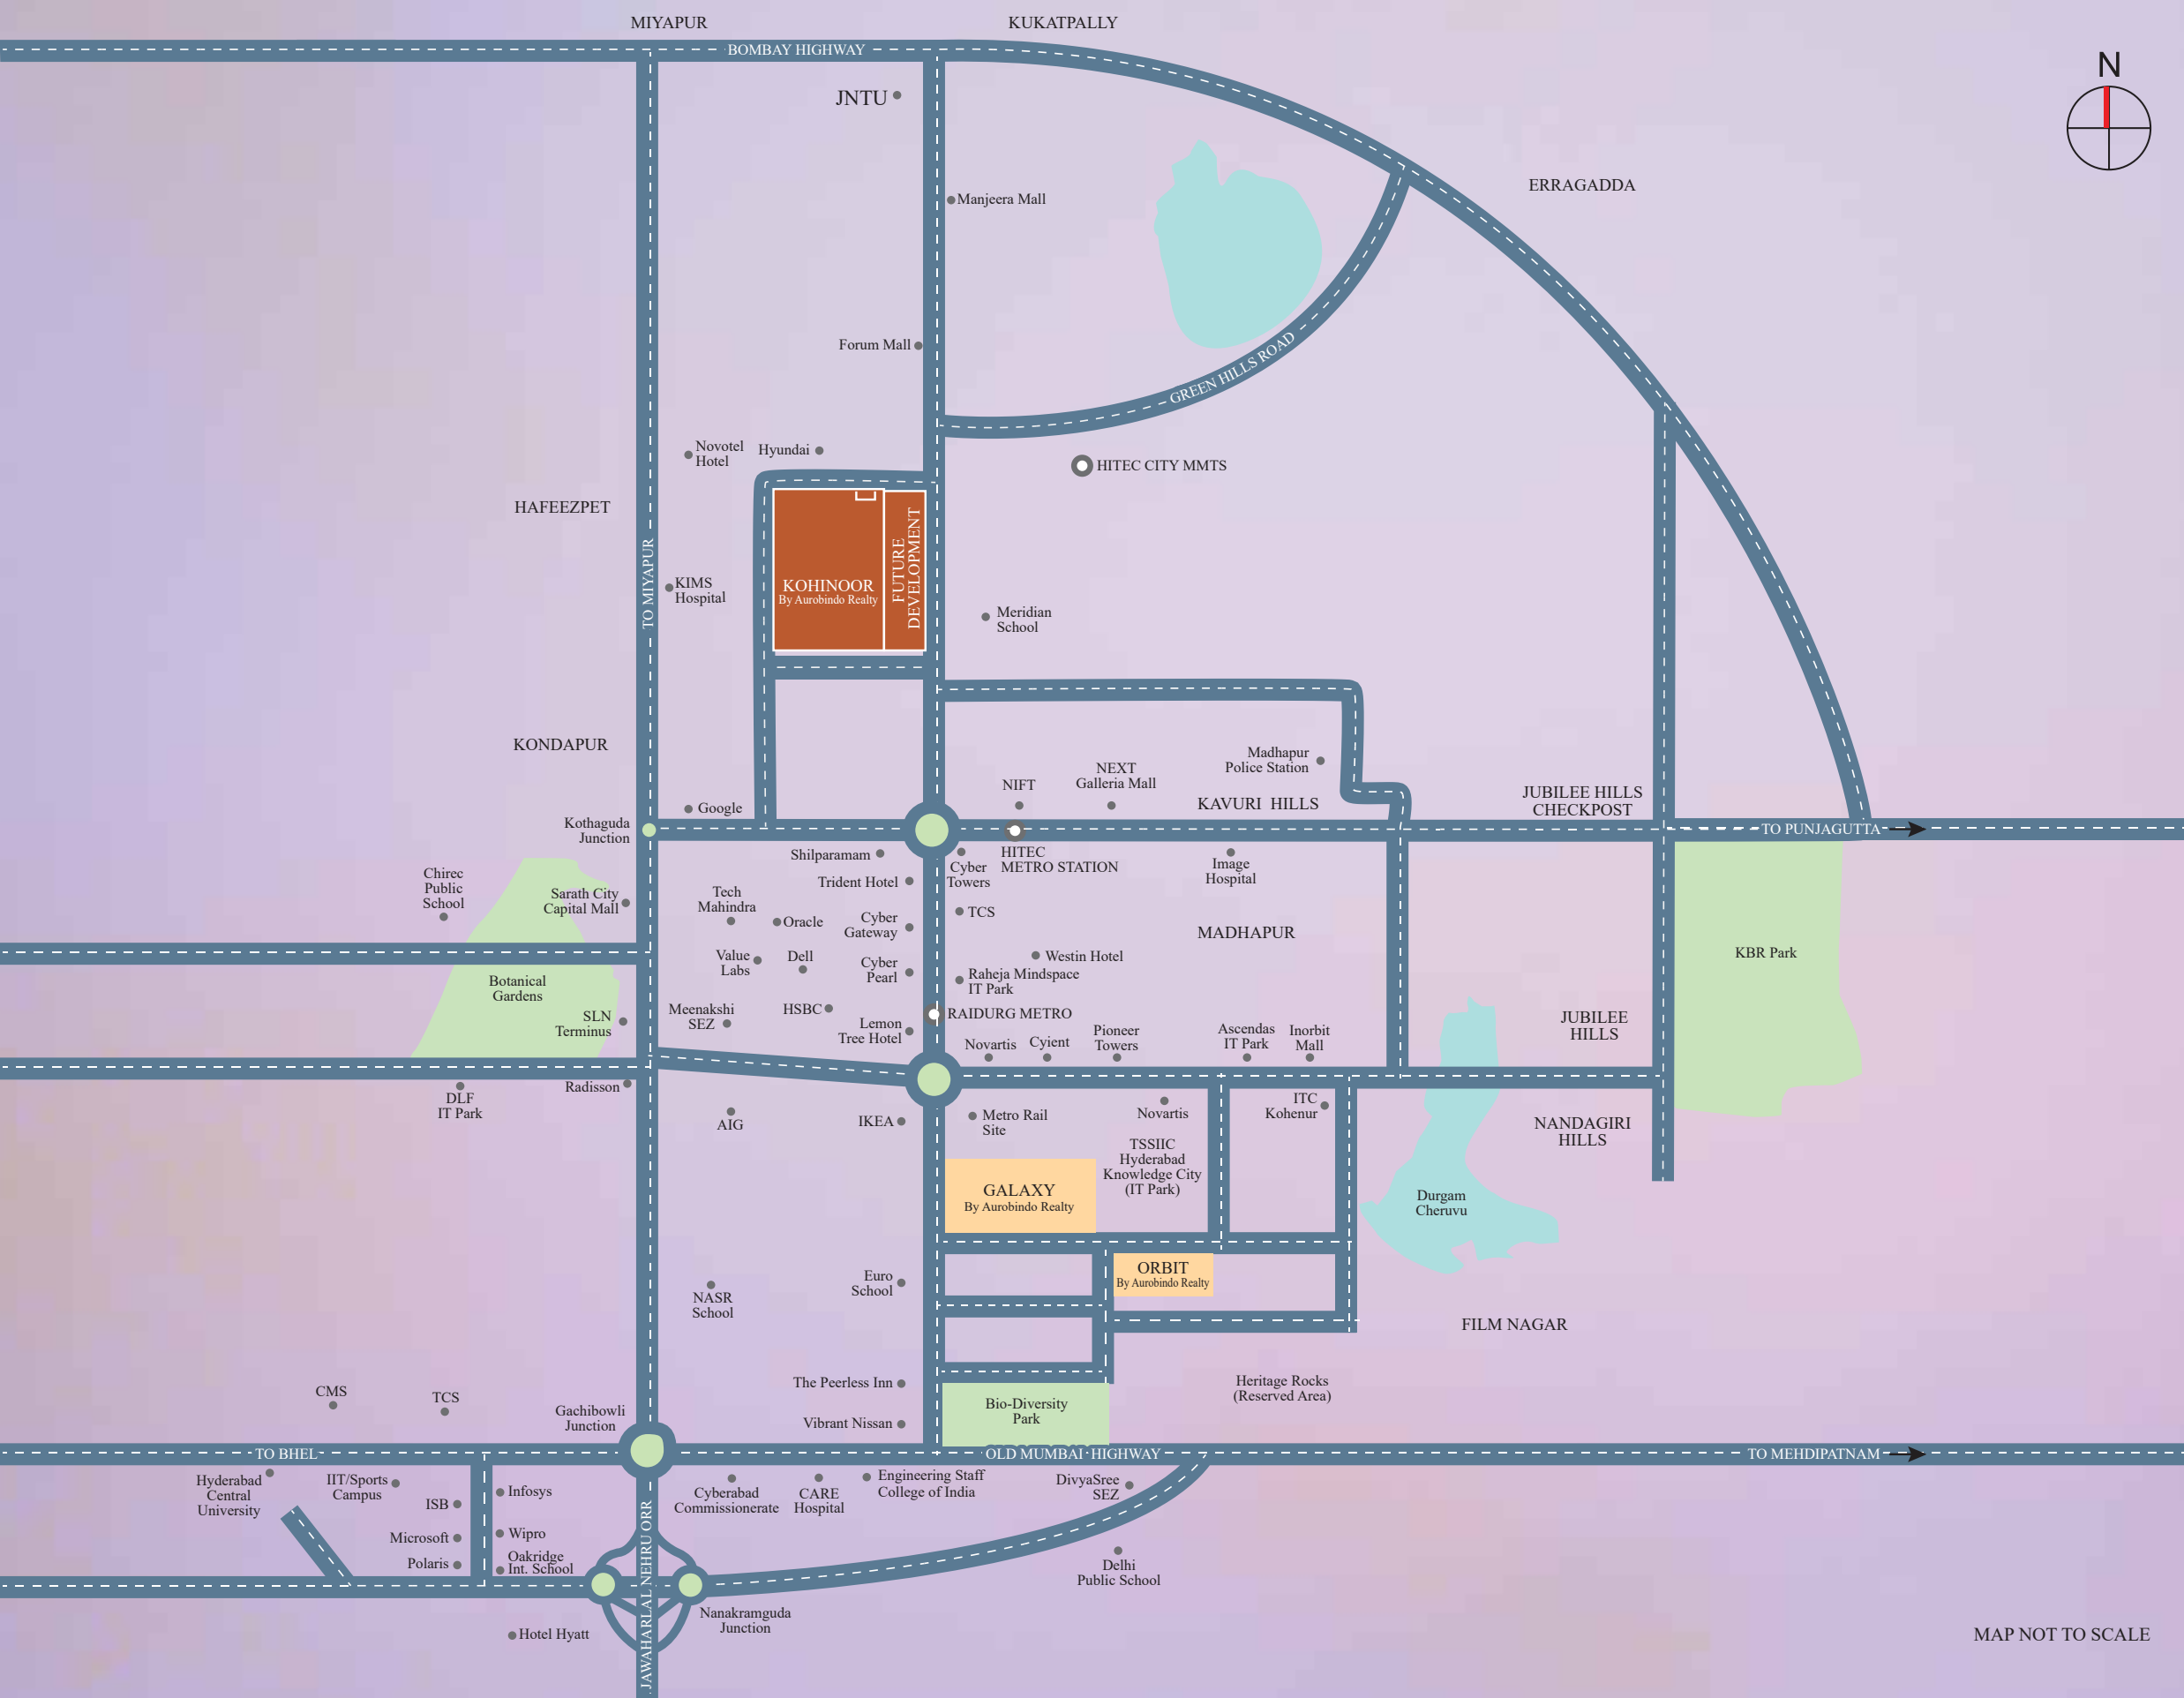 MIYAPUR
KUKATPALLY
BOMBAY HIGHWAY
N
JNTU
ERRAGADDA
Manjeera Mall
Forum Mall
GREEN HILLS ROAD
Novotel
Hotel
Hyundai
HITEC CITY MMTS
HAFEEZPET
TO MIYAPUR
KIMS
Hospital
KOHINOOR
By Aurobindo Realty
FUTURE
DEVELOPMENT
Meridian
School
KONDAPUR
Madhapur
Police Station
NEXT
Galleria Mall
NIFT
KAVURI HILLS
JUBILEE HILLS
CHECKPOST
Google
Kothaguda
Junction
TO PUNJAGUTTA
Shilparamam
HITEC
METRO STATION
Cyber
Towers
Image
Hospital
Chirec
Public
School
Sarath City
Capital Mall
Trident Hotel
Tech
Mahindra
Oracle
Cyber
Gateway
TCS
MADHAPUR
KBR Park
Value
Labs
Dell
Cyber
Pearl
Westin Hotel
Raheja Mindspace
IT Park
Botanical
Gardens
SLN
Terminus
Meenakshi
SEZ
HSBC
Lemon
Tree Hotel
RAIDURG METRO
JUBILEE
HILLS
Novartis
Cyient
Pioneer
Towers
Ascendas
IT Park
Inorbit
Mall
Radisson
DLF
IT Park
AIG
IKEA
Metro Rail
Site
Novartis
ITC
Kohenur
NANDAGIRI
HILLS
TSSIIC
Hyderabad
Knowledge City
(IT Park)
GALAXY
By Aurobindo Realty
Durgam
Cheruvu
ORBIT
By Aurobindo Realty
Euro
School
NASR
School
FILM NAGAR
The Peerless Inn
Heritage Rocks
(Reserved Area)
CMS
TCS
Gachibowli
Junction
Vibrant Nissan
Bio-Diversity
Park
TO BHEL
OLD MUMBAI HIGHWAY
TO MEHDIPATNAM
Hyderabad
Central
University
IIT/Sports
Campus
ISB
Infosys
Cyberabad
Commissionerate
CARE
Hospital
Engineering Staff
College of India
DivyaSree
SEZ
Microsoft
Wipro
Polaris
Oakridge
Int. School
JAWAHARLAL NEHRU ORR
Delhi
Public School
Nanakramguda
Junction
Hotel Hyatt
MAP NOT TO SCALE